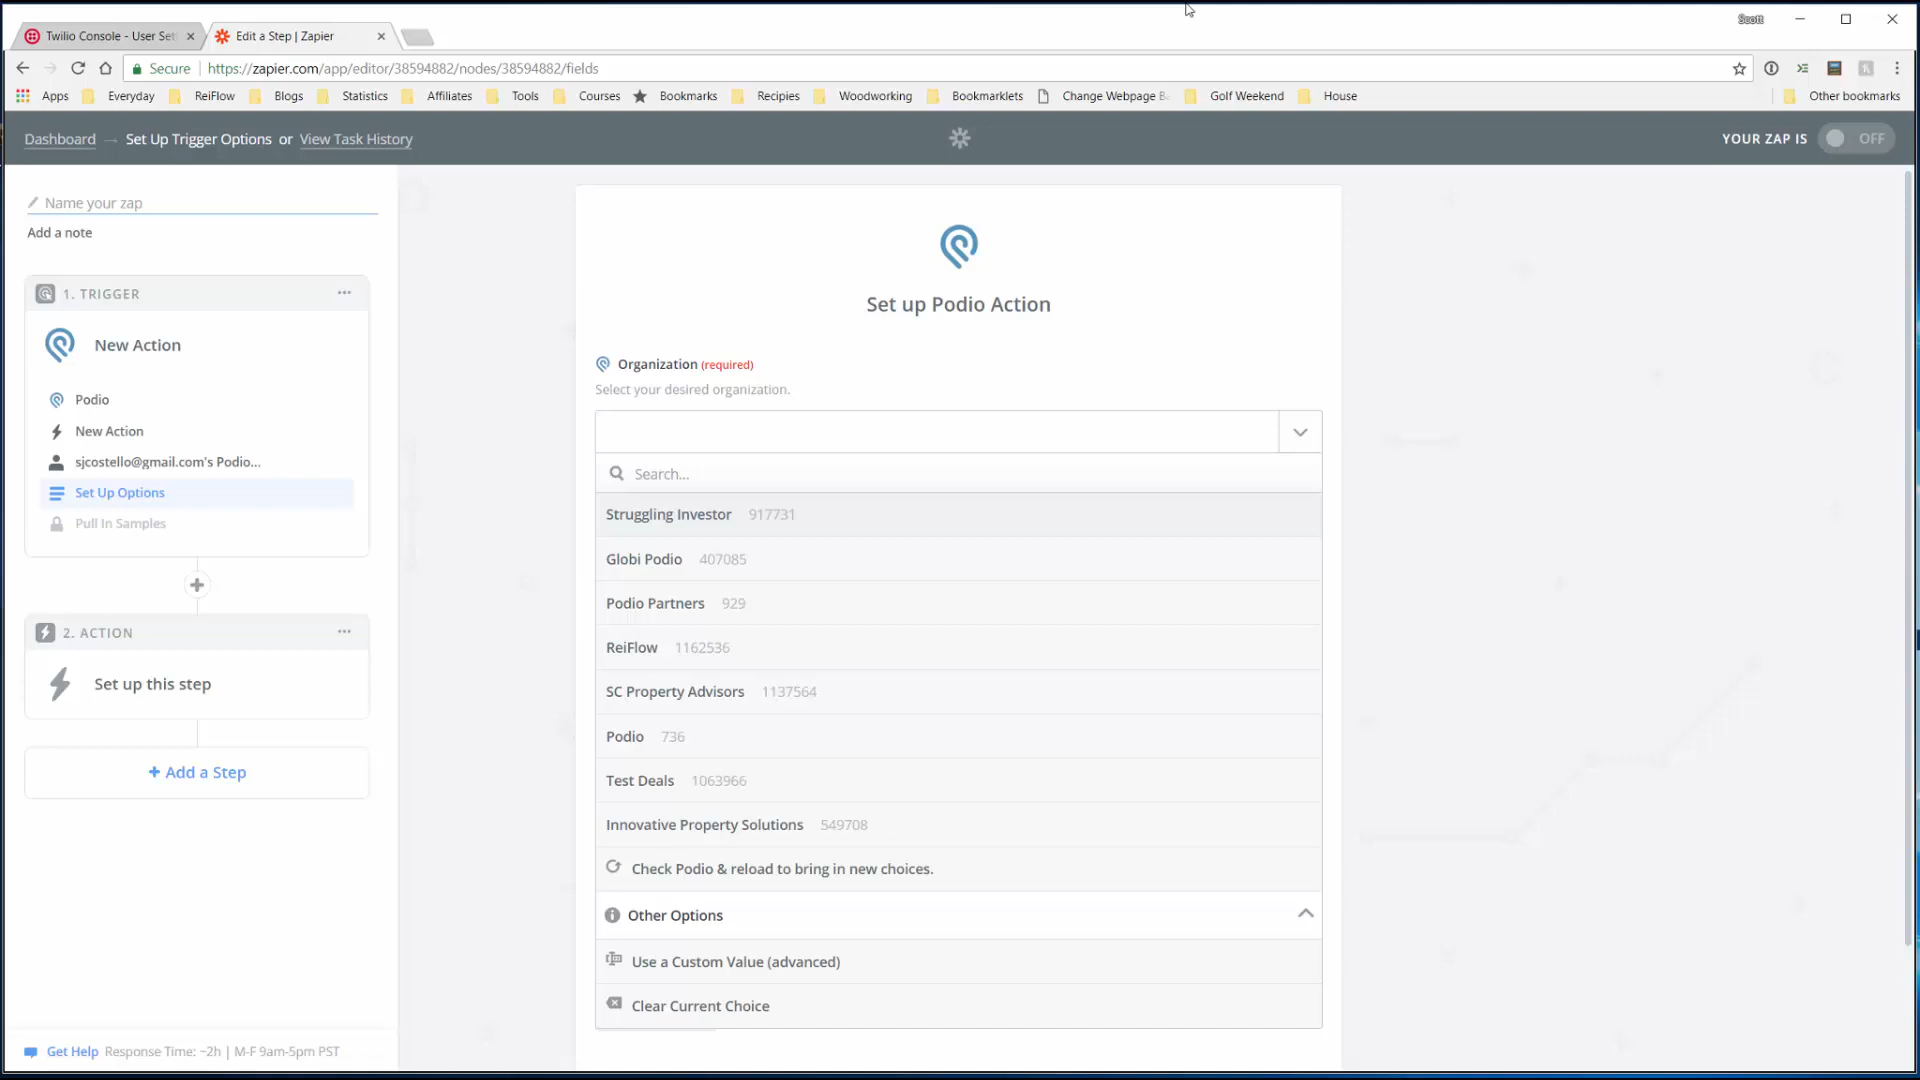 Scott
Twilio Console - User Set
Edit a Step | Zapier
Secure
https://zapier.com/app/editor/38594882/nodes/38594882/fields
Apps
Everyday
ReiFlow
Blogs
Statistics
Affiliates
Tools
Courses
Bookmarks
Recipies
Woodworking
Bookmarklets
Change Webpage Ba
Golf Weekend
House
Other bookmarks
Dashboard → Set Up Trigger Options or View Task History
YOUR ZAP IS OFF
Name your zap
Add a note
1. TRIGGER
New Action
Podio
New Action
sjcostello@gmail.com's Podio...
Set Up Options
Pull In Samples
2. ACTION
Set up this step
+ Add a Step
Get Help Response Time: ~2h | M-F 9am-5pm PST
Set up Podio Action
Organization (required)
Select your desired organization.
Search...
Struggling Investor 917731
Globi Podio 407085
Podio Partners 929
ReiFlow 1162536
SC Property Advisors 1137564
Podio 736
Test Deals 1063966
Innovative Property Solutions 549708
Check Podio & reload to bring in new choices.
Other Options
Use a Custom Value (advanced)
Clear Current Choice